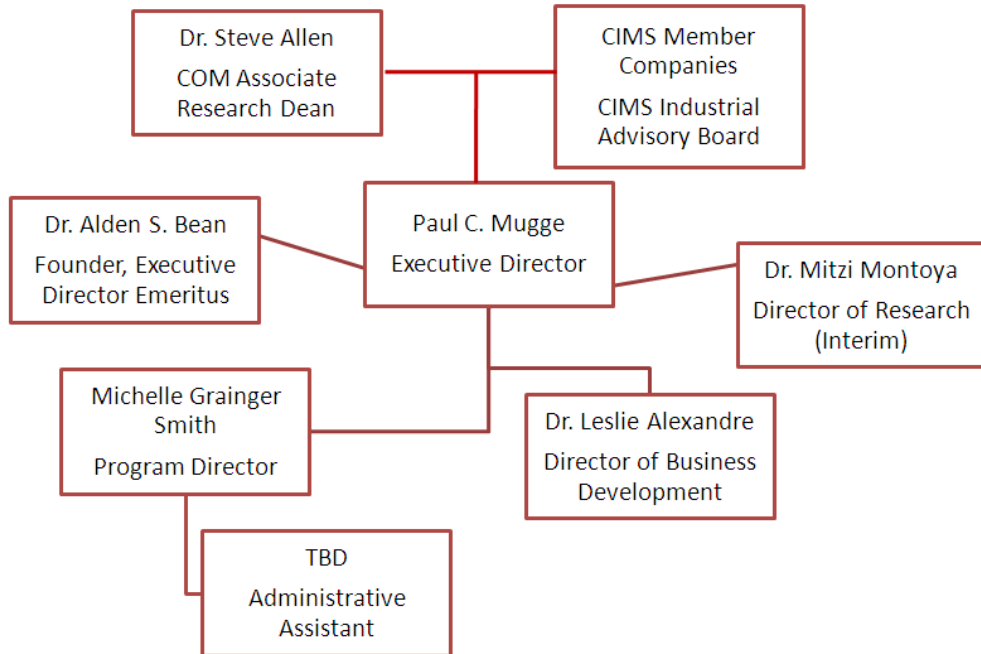 Dr. Steve Allen
COM Associate
Research Dean
CIMS Member
Companies
CIMS Industrial
Advisory Board
Dr. Alden S. Bean
Founder, Executive
Director Emeritus
Paul C. Mugge
Executive Director
Dr. Mitzi Montoya
Director of Research
(Interim)
Michelle Grainger
Smith
Program Director
Dr. Leslie Alexandre
Director of Business
Development
TBD
Administrative
Assistant